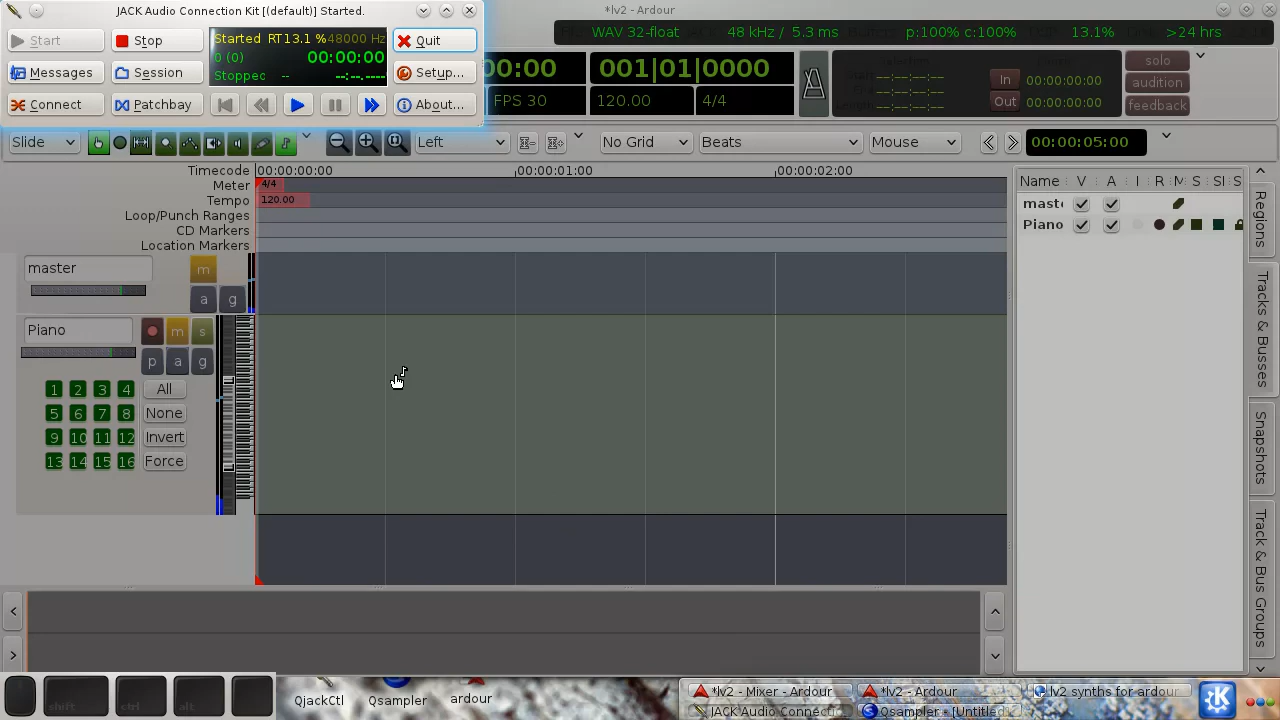 JACK Audio Connection Kit [(default)] Started.
*lv2 - Ardour
Start
Stop
Started RT13.1 %48000 Hz
0 (0) 00:00:00
Stopped -- --:--.----
Quit
Messages
Session
Setup...
Connect
Patchbay
About...
WAV 32-float 48 kHz / 5.3 ms p:100% c:100% 13.1% >24 hrs
00:00
001|01|0000
FPS 30
120.00
4/4
--:--:--:--
--:--:--:--
--:--:--:--
In 00:00:00:00
Out 00:00:00:00
solo
audition
feedback
Slide
Left
No Grid
Beats
Mouse
00:00:05:00
Timecode 00:00:00:00 00:00:01:00 00:00:02:00
Meter 4/4
Tempo 120.00
Loop/Punch Ranges
CD Markers
Location Markers
master
m
a g
Piano
m s
p a g
1 2 3 4 All
5 6 7 8 None
9 10 11 12 Invert
13 14 15 16 Force
Name V A I R M S SI S
maste
Piano
Regions
Tracks & Busses
Snapshots
Track & Bus Groups
shift ctrl alt
QjackCtl
Qsampler
ardour
*lv2 - Mixer - Ardour
*lv2 - Ardour
lv2 synths for ardour
JACK Audio Connectio
Qsampler - [Untitled